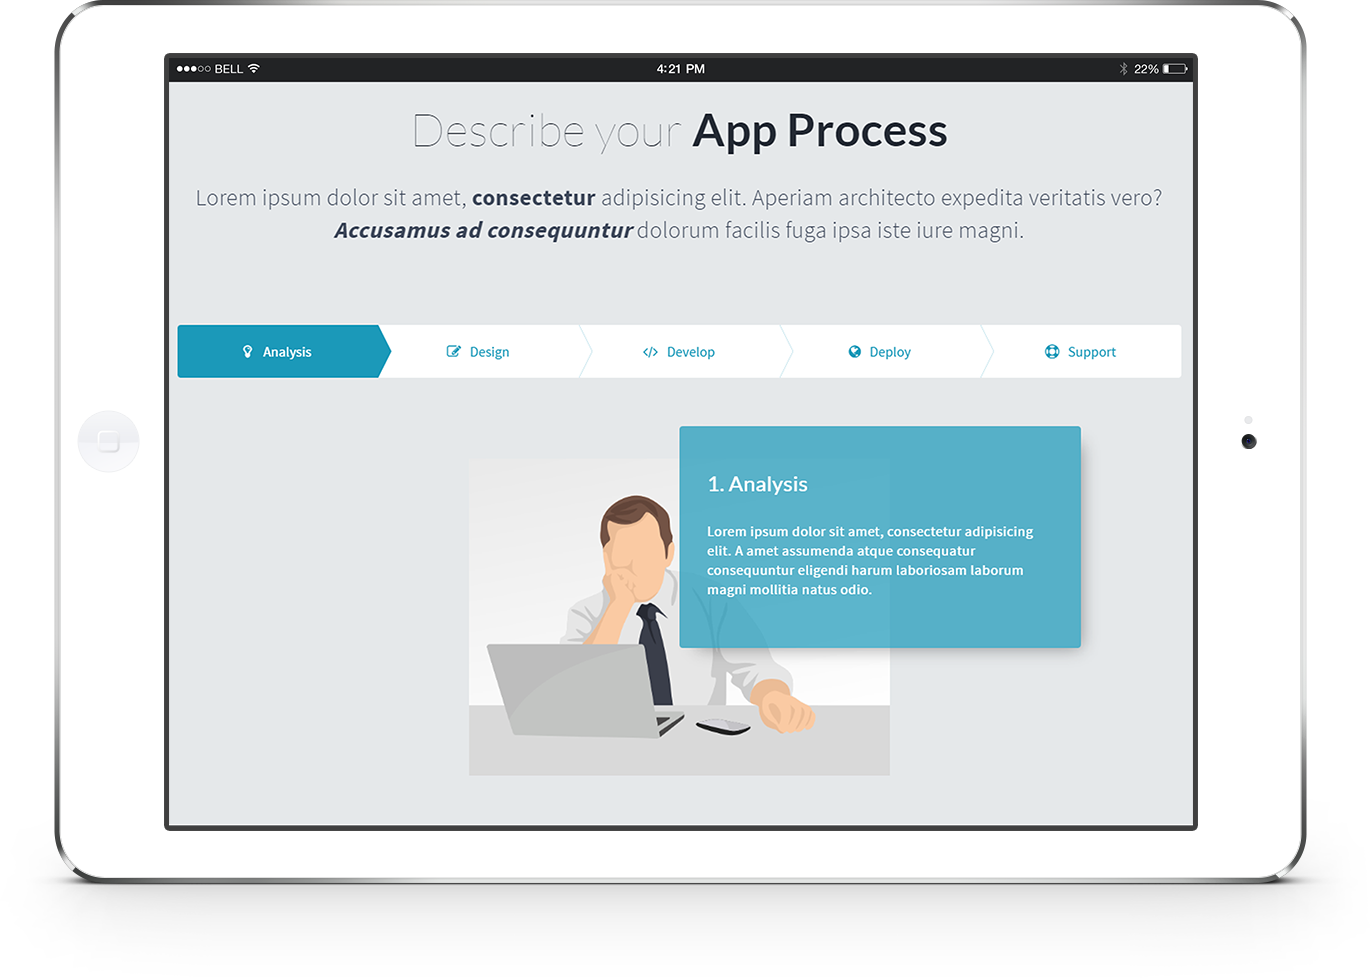 BELL
4:21 PM
22%
Describe your App Process
Lorem ipsum dolor sit amet, consectetur adipisicing elit. Aperiam architecto expedita veritatis vero?
Accusamus ad consequuntur dolorum facilis fuga ipsa iste iure magni.
Analysis
Design
Develop
Deploy
Support
1. Analysis
Lorem ipsum dolor sit amet, consectetur adipisicing
elit. A amet assumenda atque consequatur
consequuntur eligendi harum laboriosam laborum
magni mollitia natus odio.